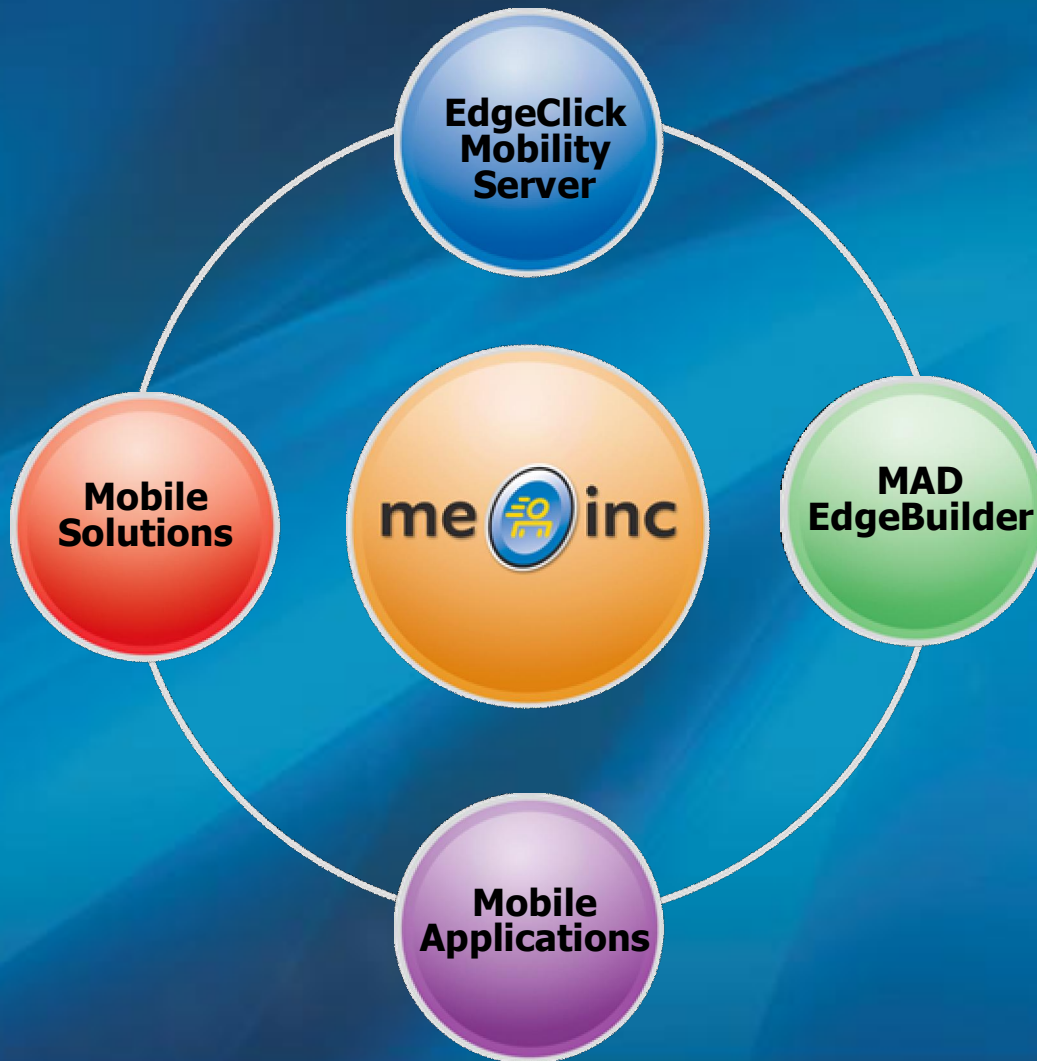 EdgeClick
Mobility
Server
Mobile
Solutions
me inc
MAD
EdgeBuilder
Mobile
Applications